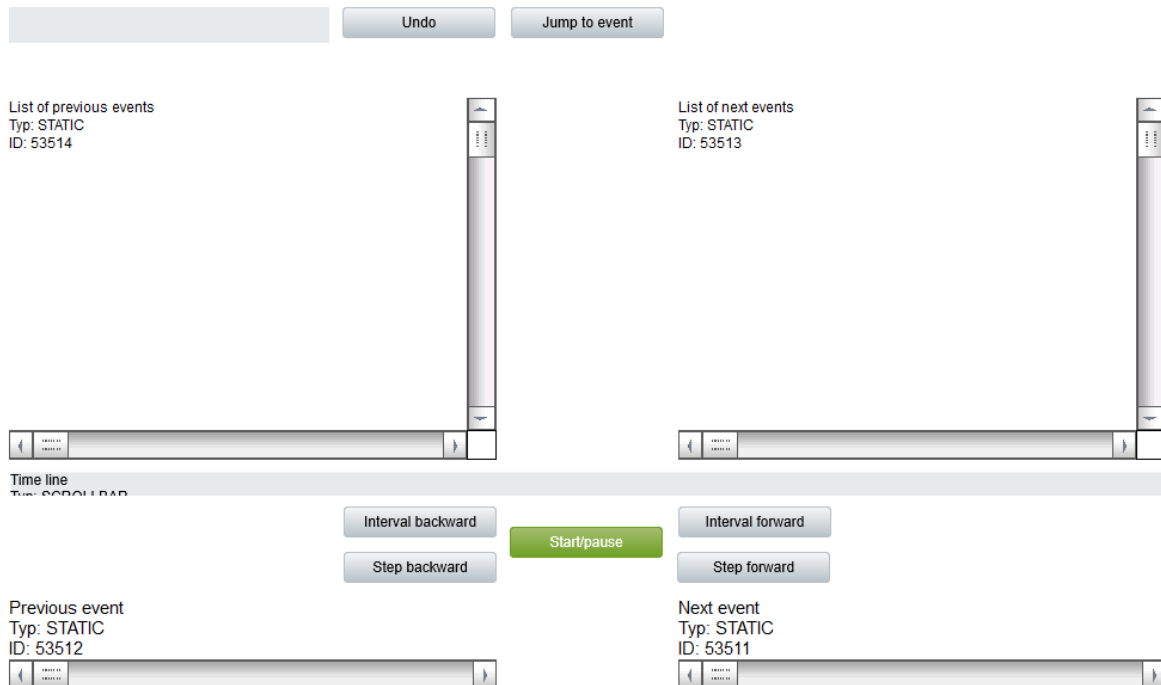 Undo
Jump to event
List of previous events
Typ: STATIC
ID: 53514
List of next events
Typ: STATIC
ID: 53513
Time line
Typ: SCROLLBAR
Interval backward
Start/pause
Interval forward
Step backward
Step forward
Previous event
Typ: STATIC
ID: 53512
Next event
Typ: STATIC
ID: 53511